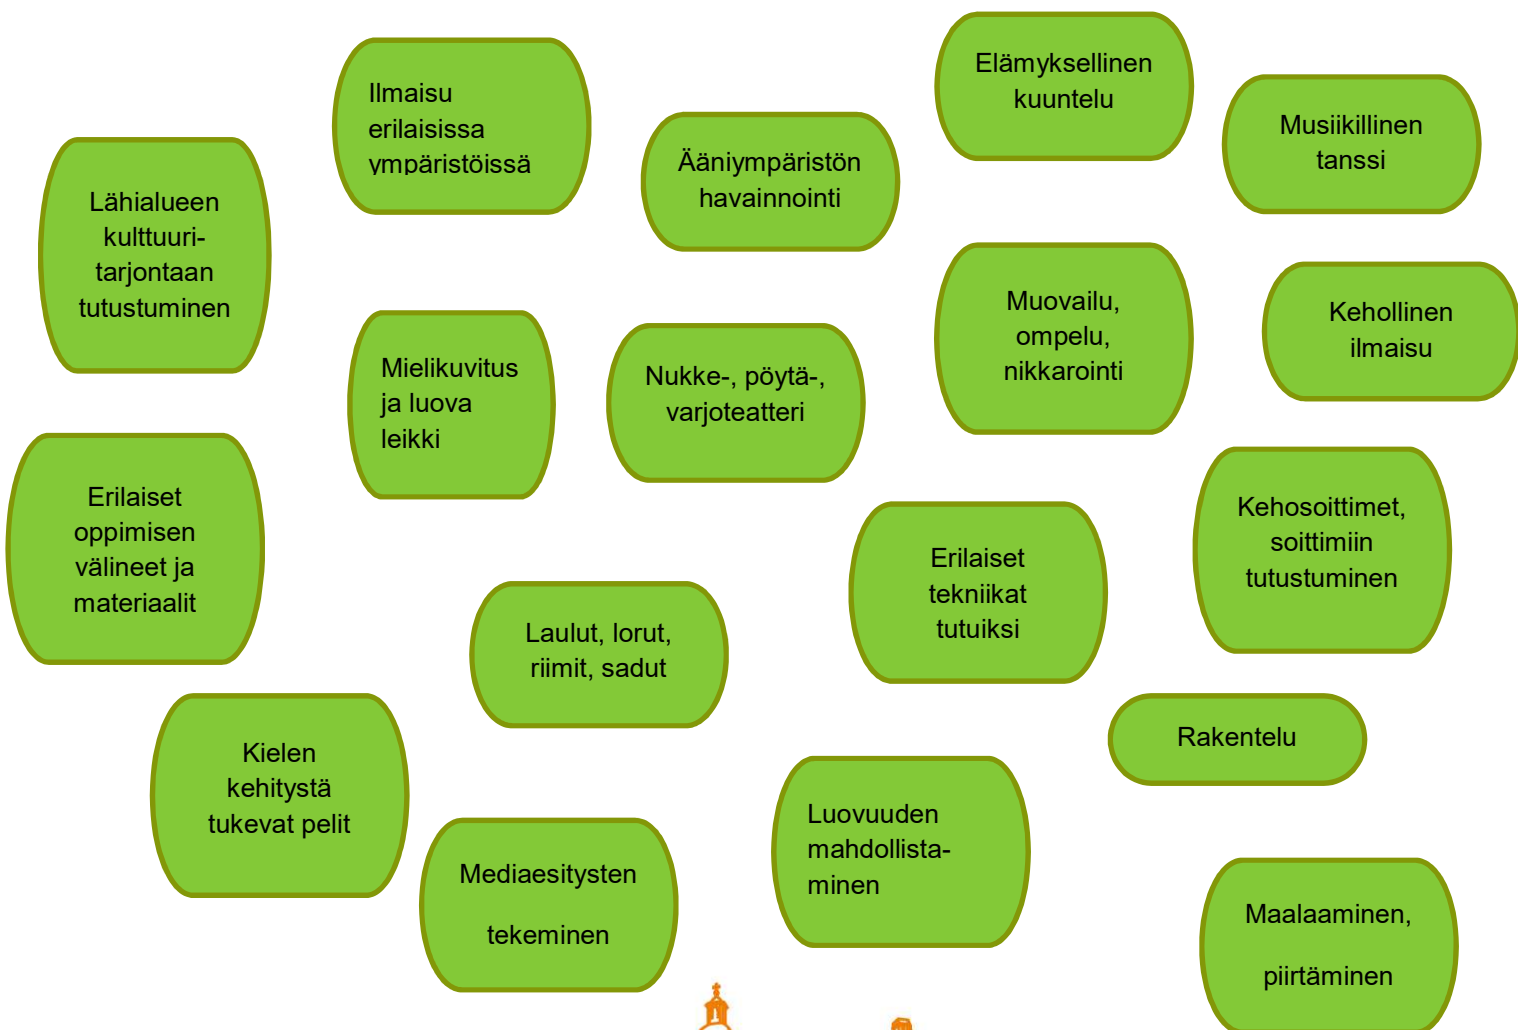 Elämyksellinen
kuuntelu
Ilmaisu
erilaisissa
ympäristöissä
Musiikillinen
tanssi
Ääniympäristön
havainnointi
Lähialueen
kulttuuri-
tarjontaan
tutustuminen
Muovailu,
ompelu,
nikkarointi
Kehollinen
ilmaisu
Mielikuvitus
ja luova
leikki
Nukke-, pöytä-,
varjoteatteri
Erilaiset
oppimisen
välineet ja
materiaalit
Kehosoittimet,
soittimiin
tutustuminen
Erilaiset
tekniikat
tutuiksi
Laulut, lorut,
riimit, sadut
Rakentelu
Kielen
kehitystä
tukevat pelit
Luovuuden
mahdollista-
minen
Mediaesitysten
tekeminen
Maalaaminen,
piirtäminen